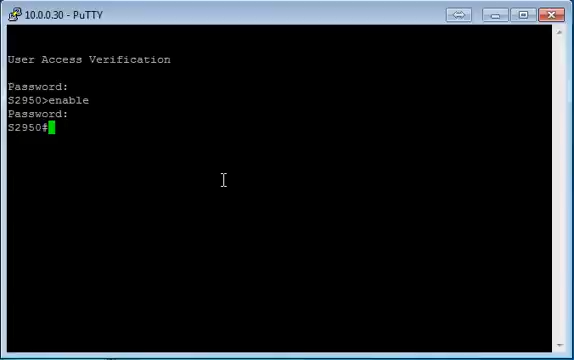 10.0.0.30 - PuTTY
User Access Verification
Password:
S2950>enable
Password:
S2950#